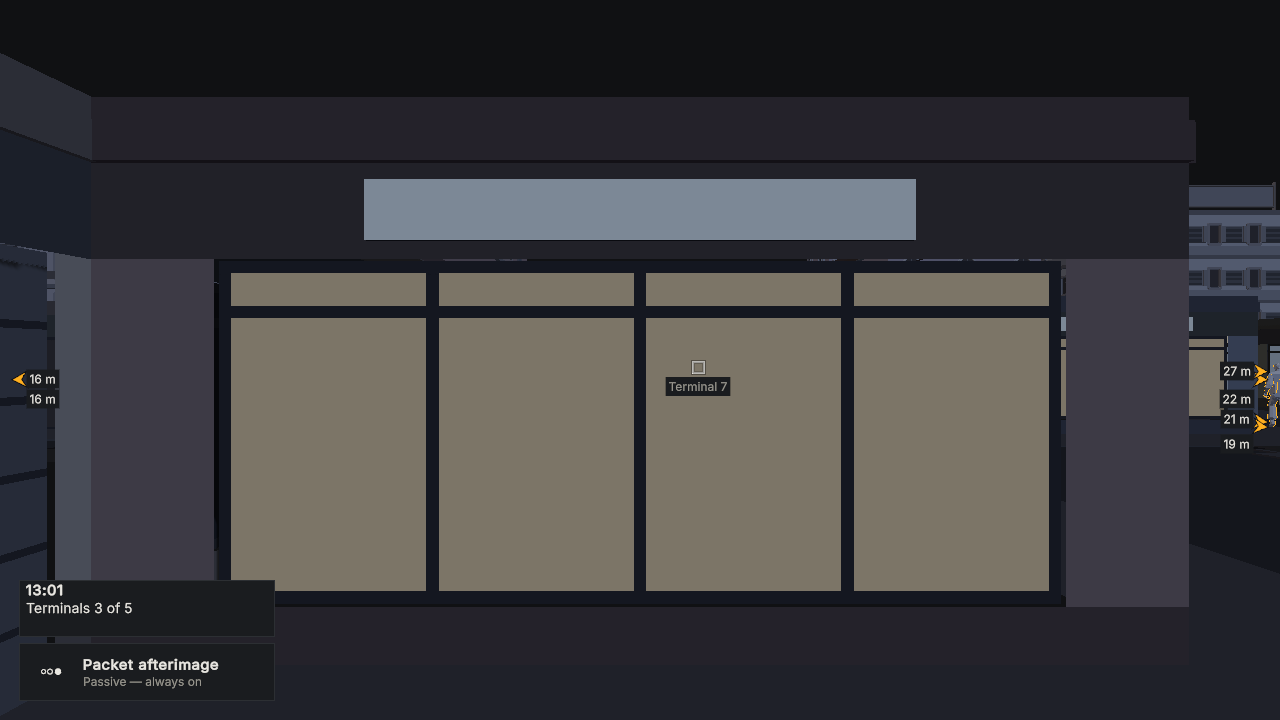 Terminal 7
16 m
16 m
27 m
22 m
21 m
19 m
13:01
Terminals 3 of 5
Packet afterimage
Passive — always on